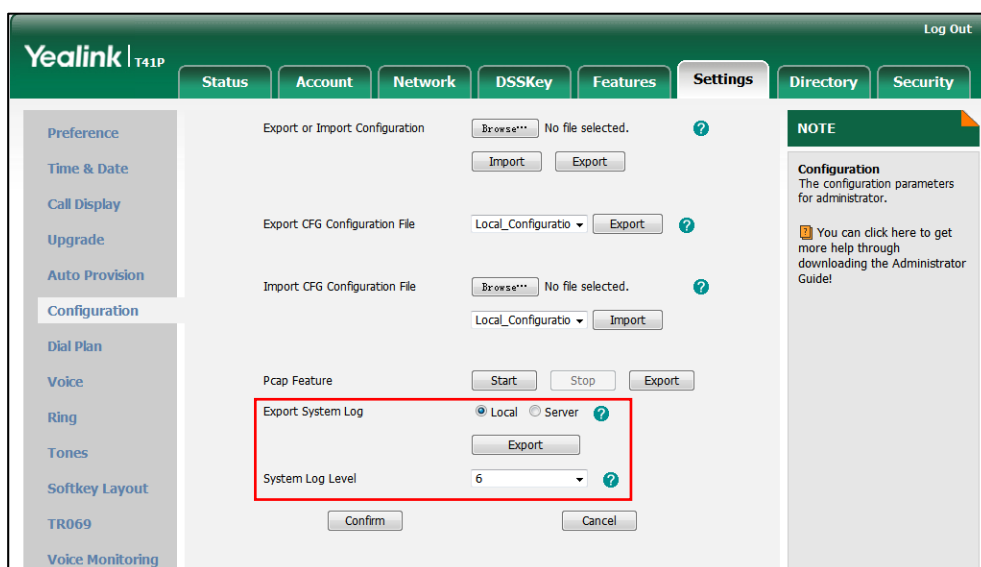 Log Out
Yealink | T41P
Status Account Network DSSKey Features Settings Directory Security
Preference
Time & Date
Call Display
Upgrade
Auto Provision
Configuration
Dial Plan
Voice
Ring
Tones
Softkey Layout
TR069
Voice Monitoring
Export or Import Configuration Browse... No file selected. ?
Import Export
Export CFG Configuration File Local_Configuratio Export ?
Import CFG Configuration File Browse... No file selected. ?
Local_Configuratio Import
Pcap Feature Start Stop Export
Export System Log Local Server ?
Export
System Log Level 6 ?
Confirm Cancel
NOTE
Configuration
The configuration parameters
for administrator.
? You can click here to get
more help through
downloading the Administrator
Guide!